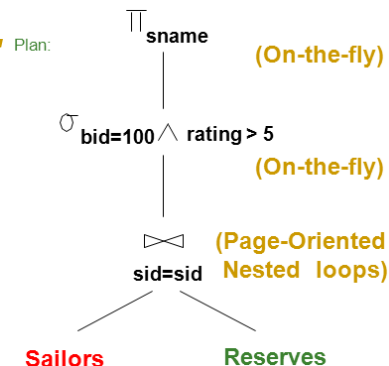 Plan:
π sname
(On-the-fly)
σ bid=100 ∧ rating > 5
(On-the-fly)
⋈ (Page-Oriented
sid=sid Nested loops)
Sailors Reserves